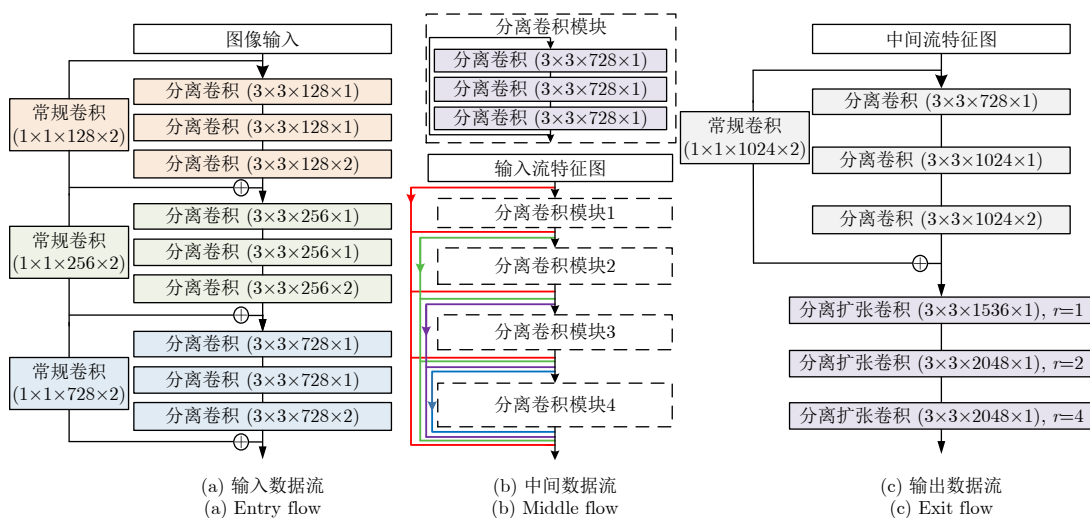 图像输入
常规卷积
(1×1×128×2)
分离卷积 (3×3×128×1)
分离卷积 (3×3×128×1)
分离卷积 (3×3×128×2)
常规卷积
(1×1×256×2)
分离卷积 (3×3×256×1)
分离卷积 (3×3×256×1)
分离卷积 (3×3×256×2)
常规卷积
(1×1×728×2)
分离卷积 (3×3×728×1)
分离卷积 (3×3×728×1)
分离卷积 (3×3×728×2)
(a) 输入数据流
(a) Entry flow
分离卷积模块
分离卷积 (3×3×728×1)
分离卷积 (3×3×728×1)
分离卷积 (3×3×728×1)
输入流特征图
分离卷积模块1
分离卷积模块2
分离卷积模块3
分离卷积模块4
(b) 中间数据流
(b) Middle flow
中间流特征图
常规卷积
(1×1×1024×2)
分离卷积 (3×3×728×1)
分离卷积 (3×3×1024×1)
分离卷积 (3×3×1024×2)
分离扩张卷积 (3×3×1536×1), r=1
分离扩张卷积 (3×3×2048×1), r=2
分离扩张卷积 (3×3×2048×1), r=4
(c) 输出数据流
(c) Exit flow